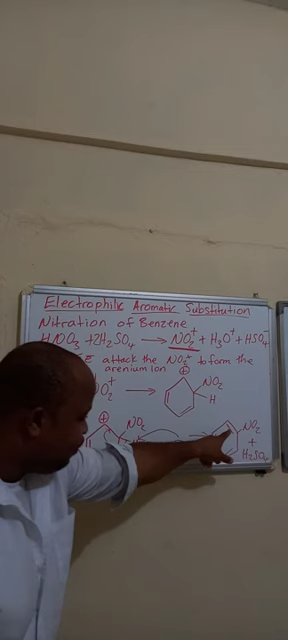 Electrophilic Aromatic Substitution
Nitration of Benzene
HNO3 + 2H2SO4 → NO2+ + H3O+ + HSO4-
attack the NO2+ to form the
arenium ion
O2+ → ⊕ NO2
H
⊕ NO2 → NO2
+
H2SO4